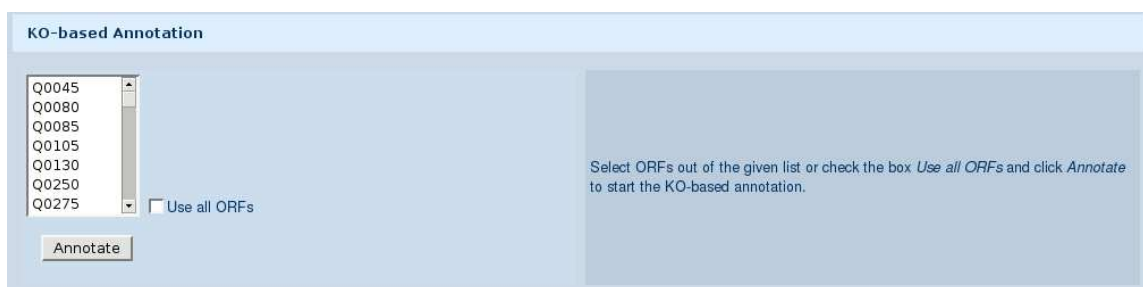 KO-based Annotation
Q0045
Q0080
Q0085
Q0105
Q0130
Q0250
Q0275
Use all ORFs
Annotate
Select ORFs out of the given list or check the box Use all ORFs and click Annotate
to start the KO-based annotation.